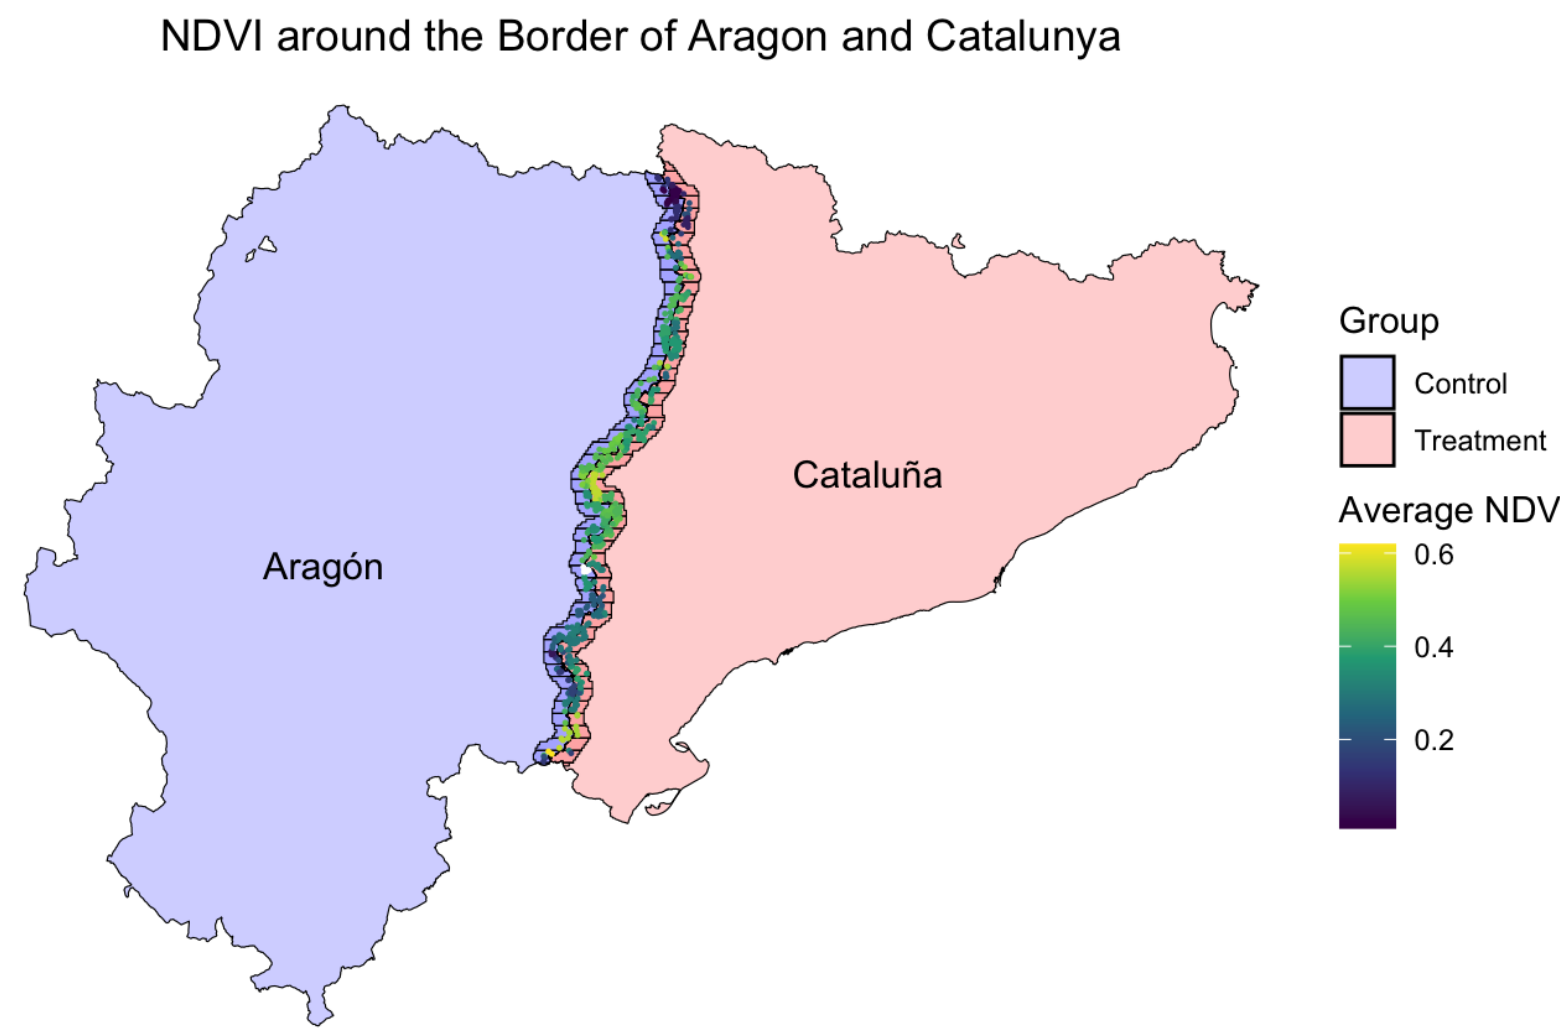 NDVI around the Border of Aragon and Catalunya
Aragón
Cataluña
Group
Control
Treatment
Average NDV
0.6
0.4
0.2